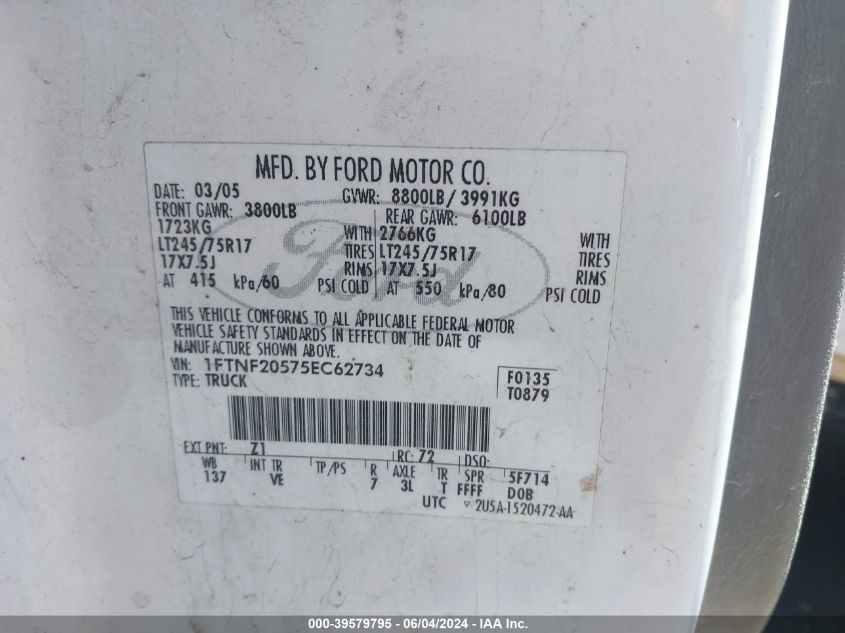 MFD. BY FORD MOTOR CO.
DATE: 03/05 GVWR: 8800LB / 3991KG
FRONT GAWR: 3800LB REAR GAWR: 6100LB
1723KG WITH 2766KG WITH
LT245/75R17 TIRES LT245/75R17 TIRES
17X7.5J RIMS 17X7.5J RIMS
AT 415 kPa/60 PSI COLD AT 550 kPa/80 PSI COLD
Ford
THIS VEHICLE CONFORMS TO ALL APPLICABLE FEDERAL MOTOR
VEHICLE SAFETY STANDARDS IN EFFECT ON THE DATE OF
MANUFACTURE SHOWN ABOVE.
VIN: 1FTNF20575EC62734 F0135
TYPE: TRUCK T0879
EXT PNT: Z1 RC: 72 DSO:
WB INT TR TP/PS R AXLE TR SPR 5F714
137 VE 7 3L T FFFF DOB
UTC ▿ 2U5A-1520472-AA
000-39579795 - 06/04/2024 - IAA Inc.